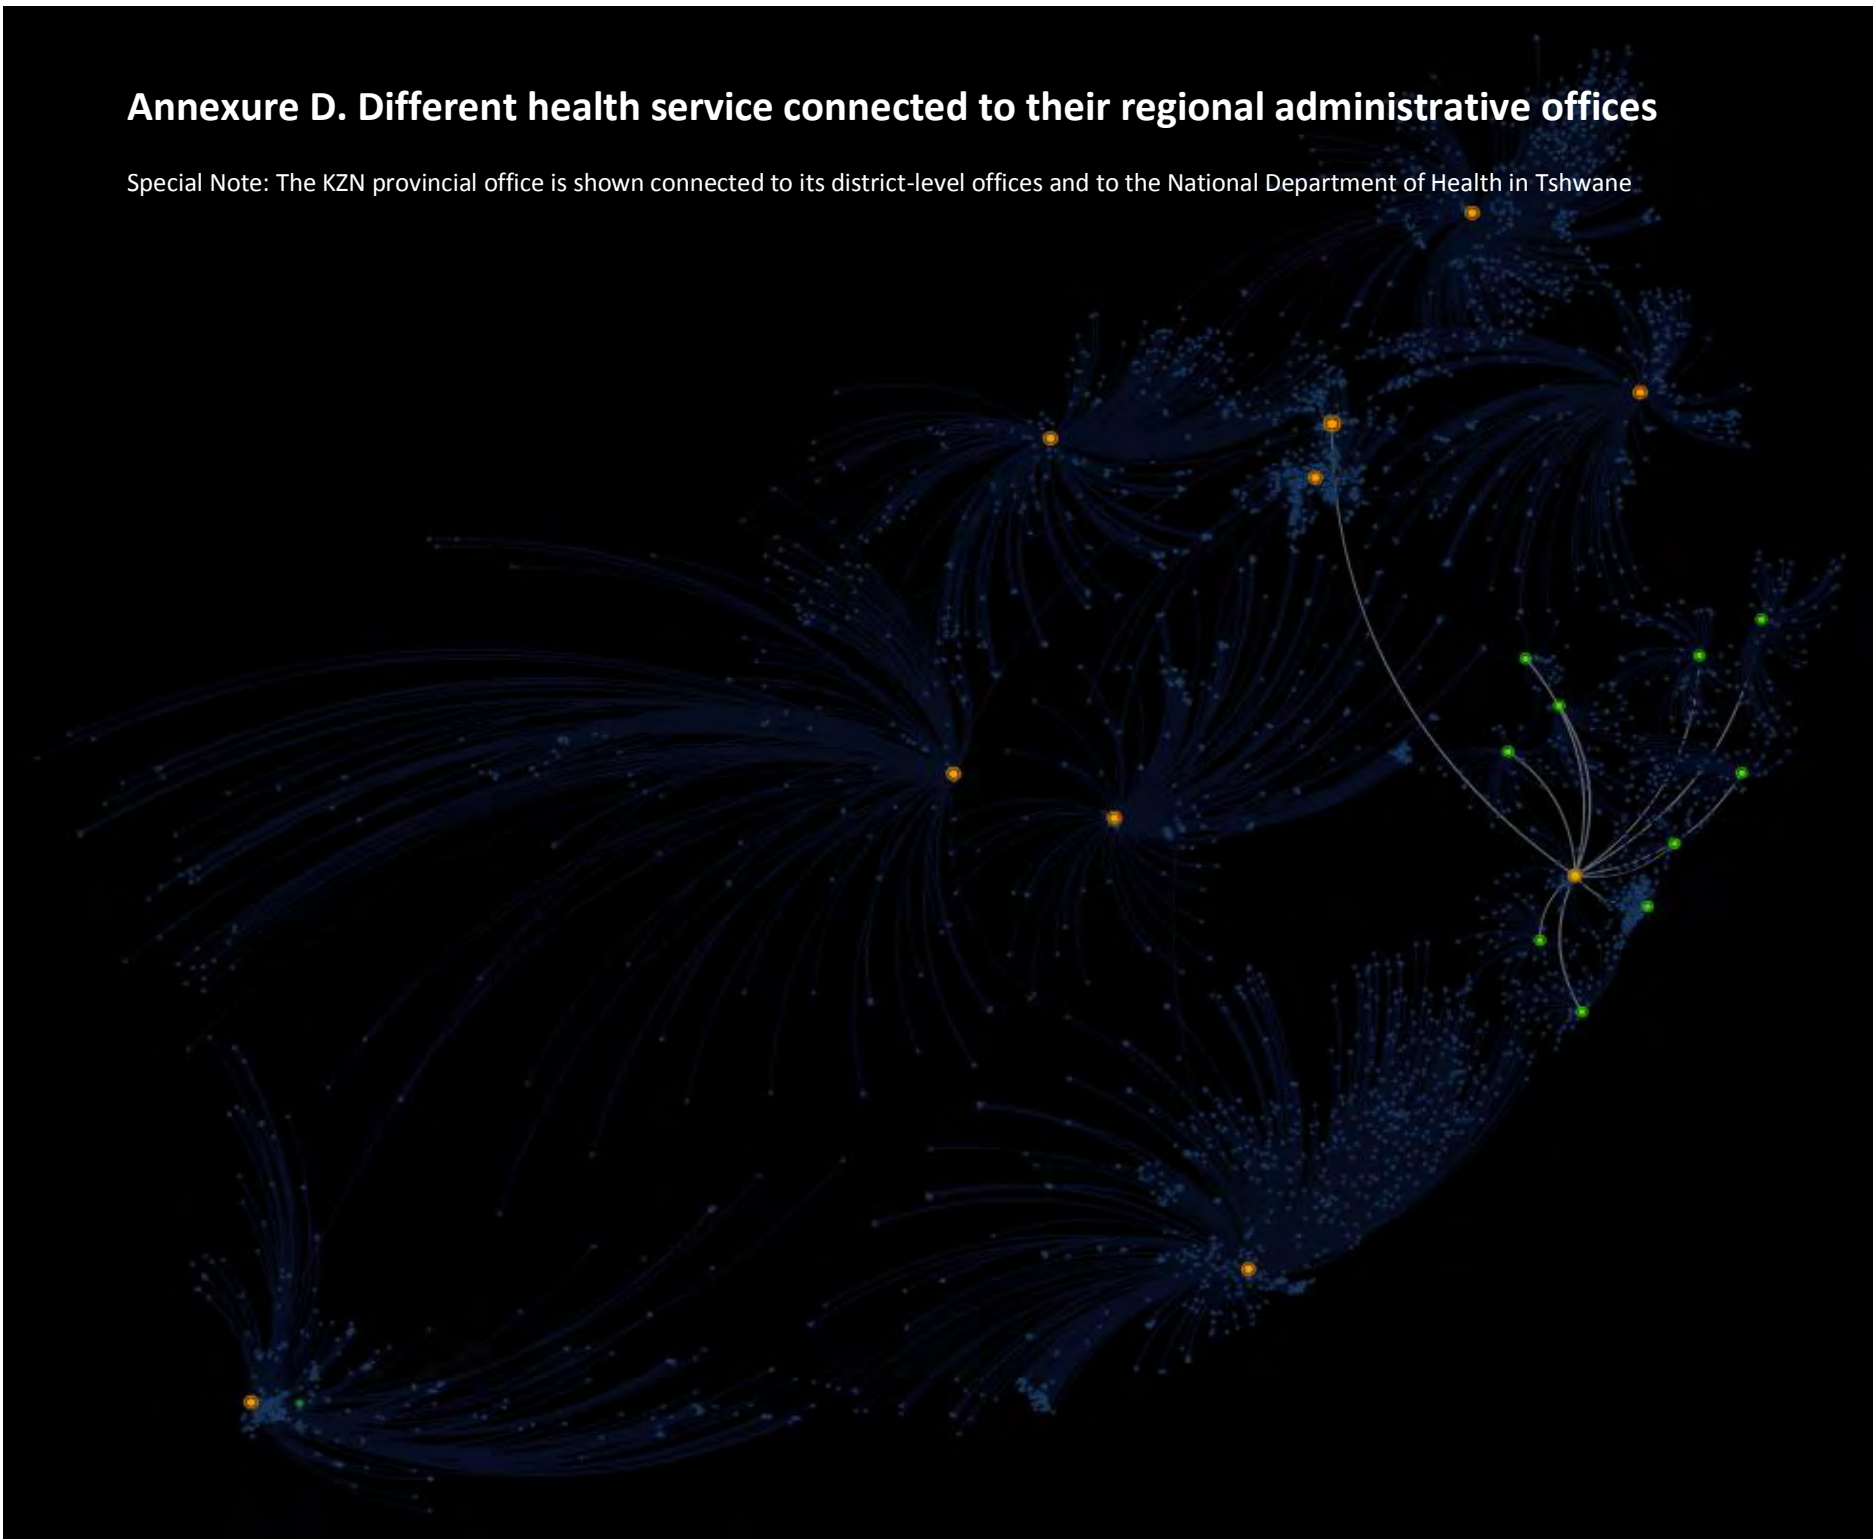 Annexure D. Different health service connected to their regional administrative offices
Special Note: The KZN provincial office is shown connected to its district-level offices and to the National Department of Health in Tshwane